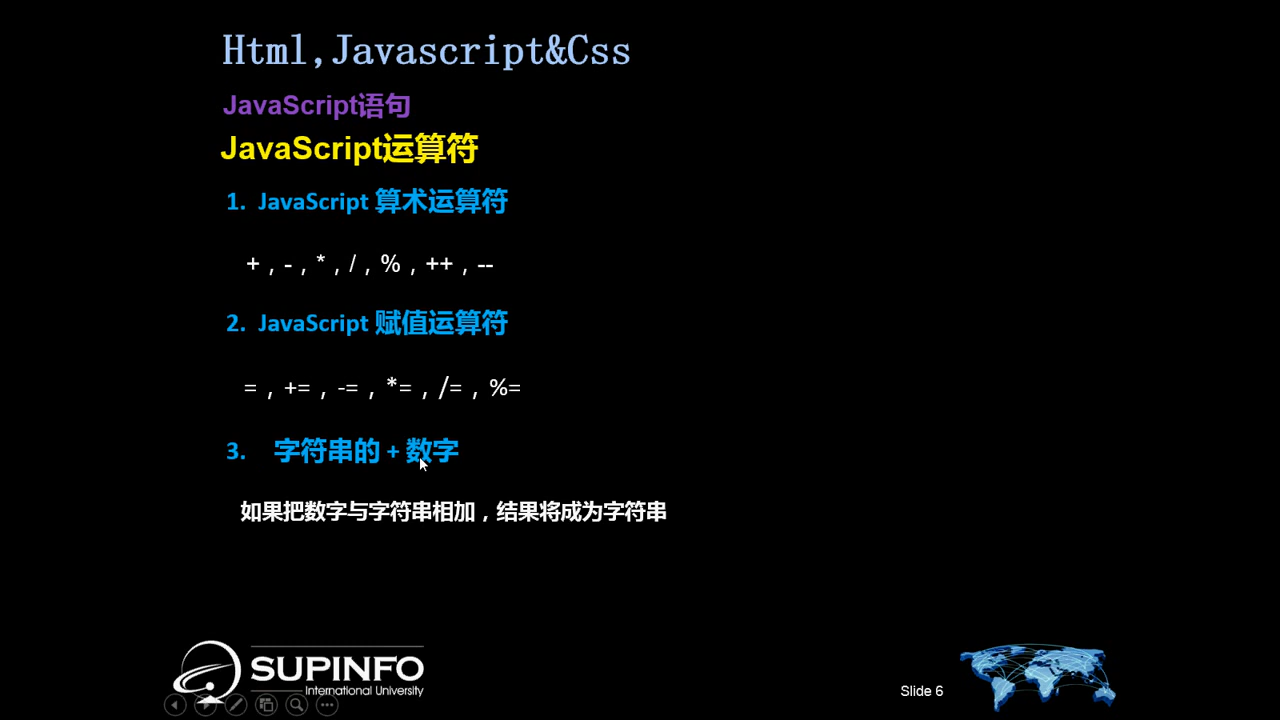 Html,Javascript&Css
JavaScript语句
JavaScript运算符
1. JavaScript 算术运算符
+ , - , * , / , % , ++ , --
2. JavaScript 赋值运算符
= , += , -= , *= , /= , %=
3. 字符串的 + 数字
如果把数字与字符串相加，结果将成为字符串
SUPINFO
International University
Slide 6